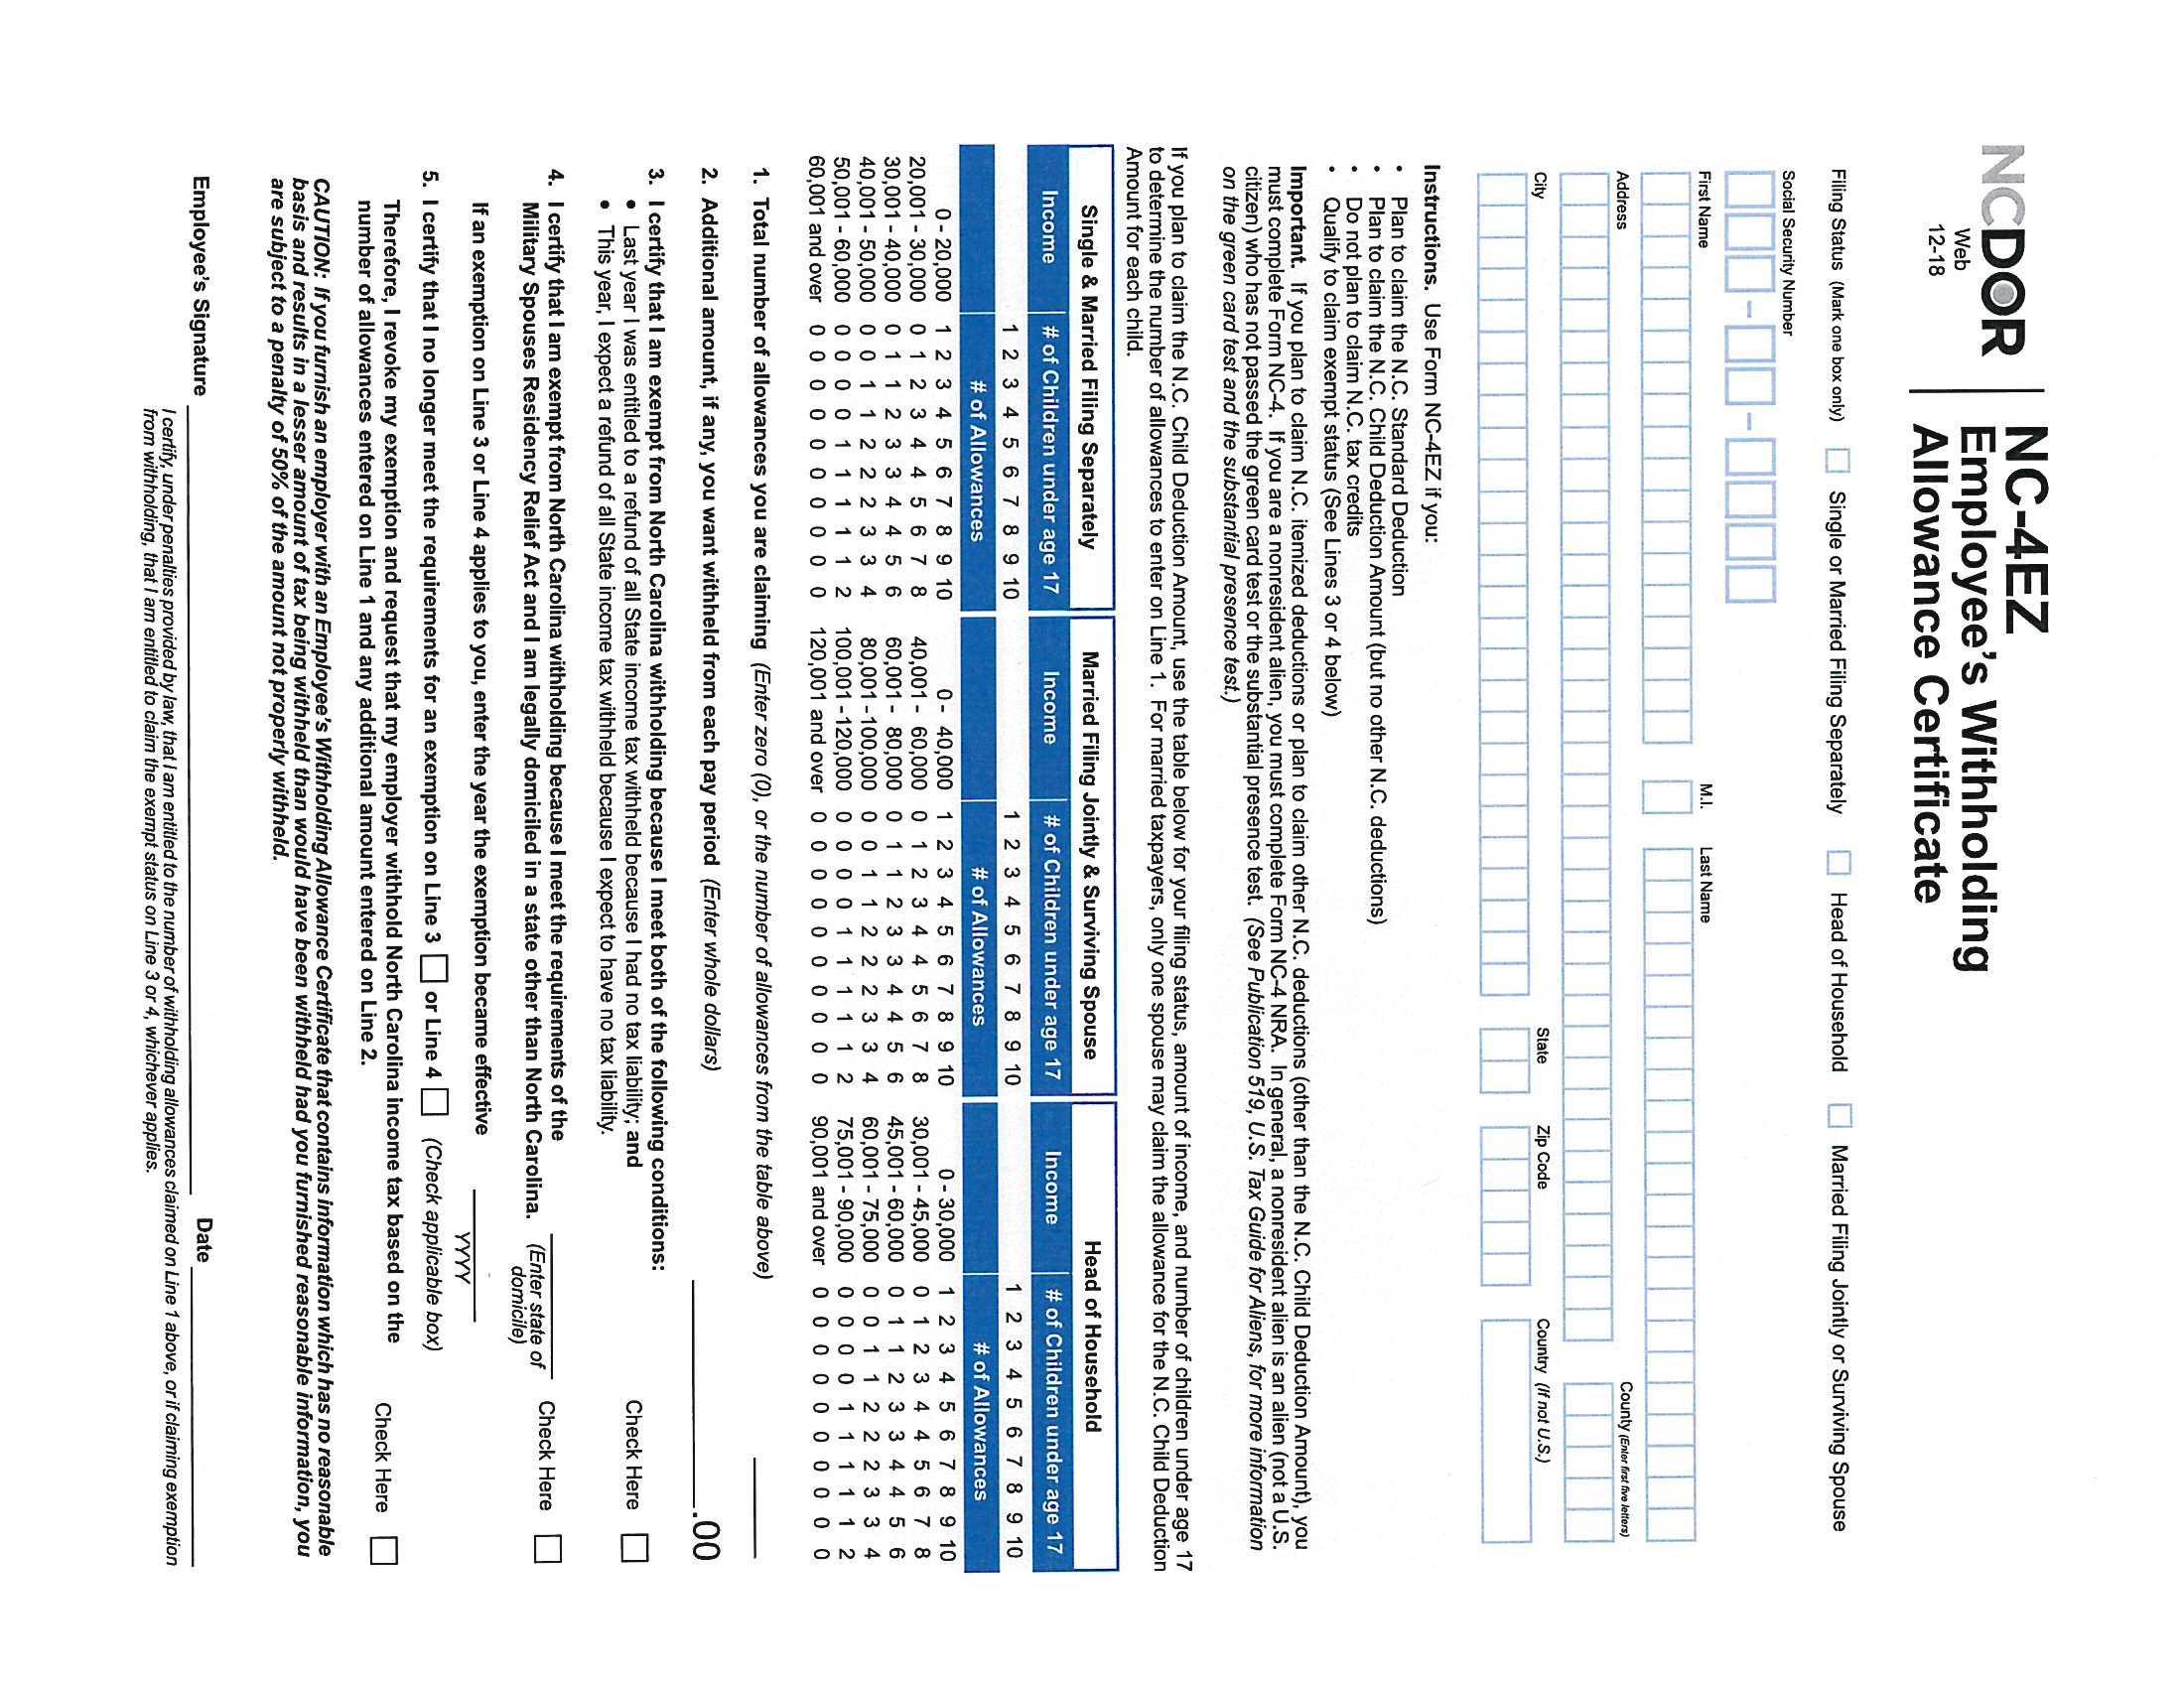 NCDOR
Web
12-18
NC-4EZ
Employee's Withholding
Allowance Certificate
Filing Status (Mark one box only) Single or Married Filing Separately Head of Household Married Filing Jointly or Surviving Spouse
Social Security Number
First Name M.I. Last Name
Address County (Enter first five letters)
City State Zip Code Country (If not U.S.)
Instructions. Use Form NC-4EZ if you:
• Plan to claim the N.C. Standard Deduction
• Plan to claim the N.C. Child Deduction Amount (but no other N.C. deductions)
• Do not plan to claim N.C. tax credits
• Qualify to claim exempt status (See Lines 3 or 4 below)
Important. If you plan to claim N.C. itemized deductions or plan to claim other N.C. deductions (other than the N.C. Child Deduction Amount), you
must complete Form NC-4. If you are a nonresident alien, you must complete Form NC-4 NRA. In general, a nonresident alien is an alien (not a U.S.
citizen) who has not passed the green card test or the substantial presence test. (See Publication 519, U.S. Tax Guide for Aliens, for more information
on the green card test and the substantial presence test.)
If you plan to claim the N.C. Child Deduction Amount, use the table below for your filing status, amount of income, and number of children under age 17
to determine the number of allowances to enter on Line 1. For married taxpayers, only one spouse may claim the allowance for the N.C. Child Deduction
Amount for each child.
Single & Married Filing Separately Married Filing Jointly & Surviving Spouse Head of Household
Income # of Children under age 17 Income # of Children under age 17 Income # of Children under age 17
1 2 3 4 5 6 7 8 9 10 1 2 3 4 5 6 7 8 9 10 1 2 3 4 5 6 7 8 9 10
# of Allowances # of Allowances # of Allowances
0 - 20,000 1 2 3 4 5 6 7 8 9 10 0 - 40,000 1 2 3 4 5 6 7 8 9 10 0 - 30,000 1 2 3 4 5 6 7 8 9 10
20,001 - 30,000 0 1 2 3 4 4 5 6 7 8 40,001 - 60,000 0 1 2 3 4 4 5 6 7 8 30,001 - 45,000 0 1 2 3 4 4 5 6 7 8
30,001 - 40,000 0 1 1 2 3 3 4 4 5 6 60,001 - 80,000 0 1 1 2 3 3 4 4 5 6 45,001 - 60,000 0 1 1 2 3 3 4 4 5 6
40,001 - 50,000 0 0 1 1 2 2 2 3 3 4 80,001 -100,000 0 0 1 1 2 2 2 3 3 4 60,001 - 75,000 0 0 1 1 2 2 2 3 3 4
50,001 - 60,000 0 0 0 0 1 1 1 1 1 2 100,001 -120,000 0 0 0 0 1 1 1 1 1 2 75,001 - 90,000 0 0 0 0 1 1 1 1 1 2
60,001 and over 0 0 0 0 0 0 0 0 0 0 120,001 and over 0 0 0 0 0 0 0 0 0 0 90,001 and over 0 0 0 0 0 0 0 0 0 0
1. Total number of allowances you are claiming (Enter zero (0), or the number of allowances from the table above)
2. Additional amount, if any, you want withheld from each pay period (Enter whole dollars) .00
3. I certify that I am exempt from North Carolina withholding because I meet both of the following conditions:
• Last year I was entitled to a refund of all State income tax withheld because I had no tax liability; and Check Here
• This year, I expect a refund of all State income tax withheld because I expect to have no tax liability.
4. I certify that I am exempt from North Carolina withholding because I meet the requirements of the
Military Spouses Residency Relief Act and I am legally domiciled in a state other than North Carolina. (Enter state of domicile) Check Here
If an exemption on Line 3 or Line 4 applies to you, enter the year the exemption became effective YYYY
5. I certify that I no longer meet the requirements for an exemption on Line 3 or Line 4 (Check applicable box)
Therefore, I revoke my exemption and request that my employer withhold North Carolina income tax based on the
number of allowances entered on Line 1 and any additional amount entered on Line 2. Check Here
CAUTION: If you furnish an employer with an Employee's Withholding Allowance Certificate that contains information which has no reasonable
basis and results in a lesser amount of tax being withheld than would have been withheld had you furnished reasonable information, you
are subject to a penalty of 50% of the amount not properly withheld.
Employee's Signature Date
I certify, under penalties provided by law, that I am entitled to the number of withholding allowances claimed on Line 1 above, or if claiming exemption
from withholding, that I am entitled to claim the exempt status on Line 3 or 4, whichever applies.